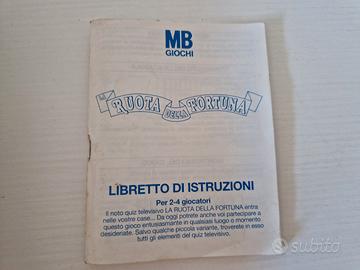 MB
GIOCHI
LA RUOTA DELLA FORTUNA
LIBRETTO DI ISTRUZIONI
Per 2-4 giocatori
Il noto quiz televisivo LA RUOTA DELLA FORTUNA entra
nelle vostre case... Da oggi potrete anche voi partecipare a
questo gioco entusiasmante in qualsiasi luogo o momento
desiderate. Salvo qualche piccola variante, troverete in esso
tutti gli elementi del quiz televisivo.
subito